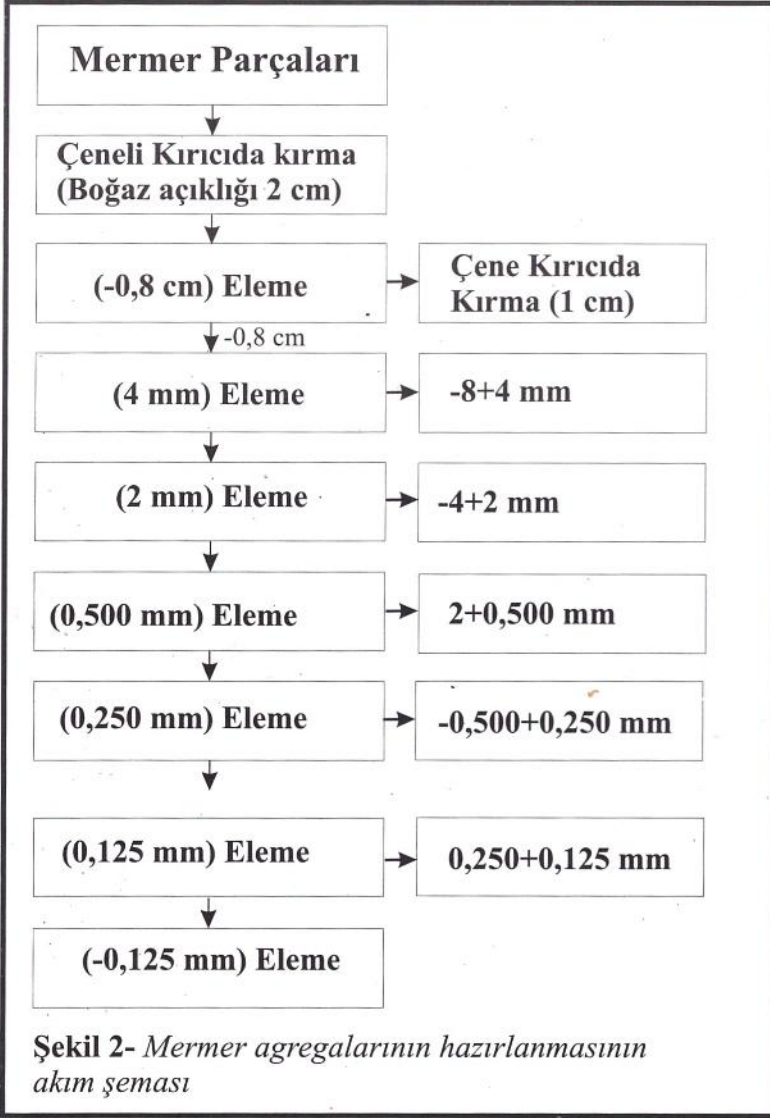 Mermer Parçaları
Çeneli Kırıcıda kırma
(Boğaz açıklığı 2 cm)
(-0,8 cm) Eleme
Çene Kırıcıda
Kırma (1 cm)
-0,8 cm
(4 mm) Eleme
-8+4 mm
(2 mm) Eleme
-4+2 mm
(0,500 mm) Eleme
2+0,500 mm
(0,250 mm) Eleme
-0,500+0,250 mm
(0,125 mm) Eleme
0,250+0,125 mm
(-0,125 mm) Eleme
Şekil 2- Mermer agregalarının hazırlanmasının
akım şeması